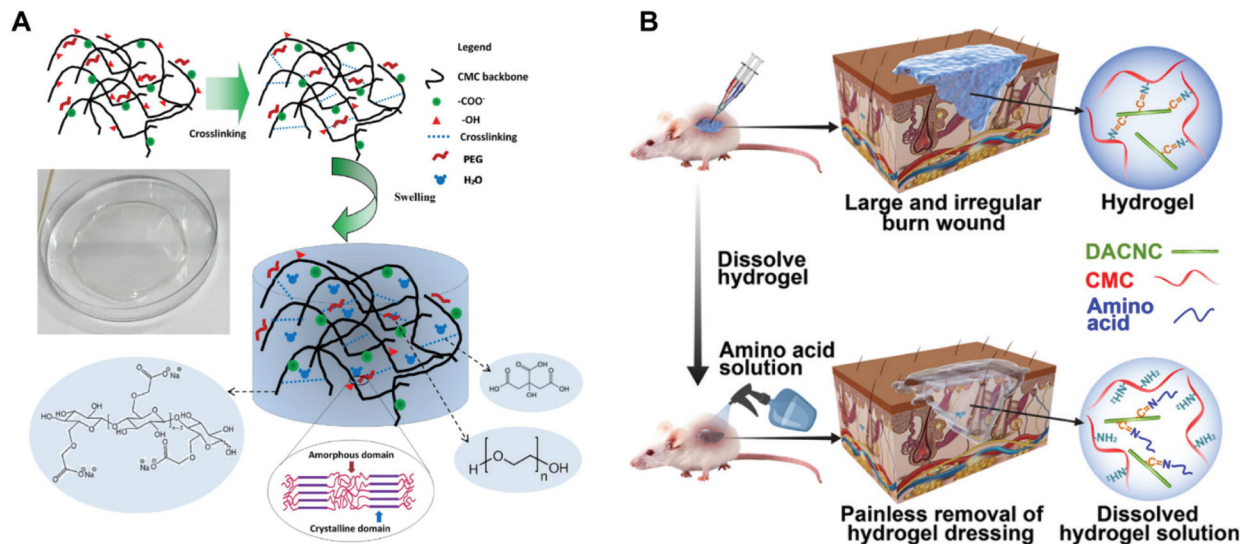 A
Crosslinking
Legend
CMC backbone
-COO⁻
-OH
Crosslinking
PEG
H₂O
Swelling
Amorphous domain
Crystalline domain
H
O
n
OH
B
Large and irregular
burn wound
Hydrogel
Dissolve
hydrogel
DACNC
CMC
Amino
acid
Amino acid
solution
Painless removal of
hydrogel dressing
Dissolved
hydrogel solution